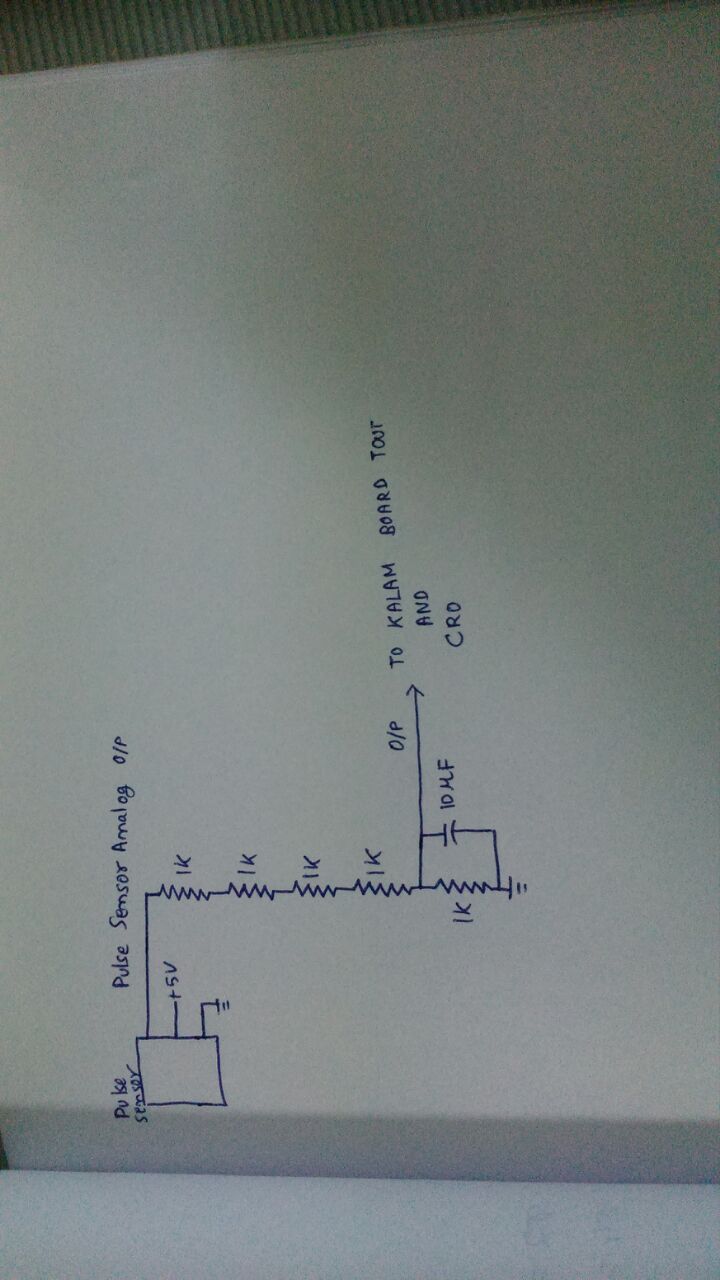 Pulse
Sensor
Pulse Sensor Analog O/P
+5V
1K
1K
1K
1K
1K
10µF
O/P
TO KALAM BOARD TOUT
AND
CRO